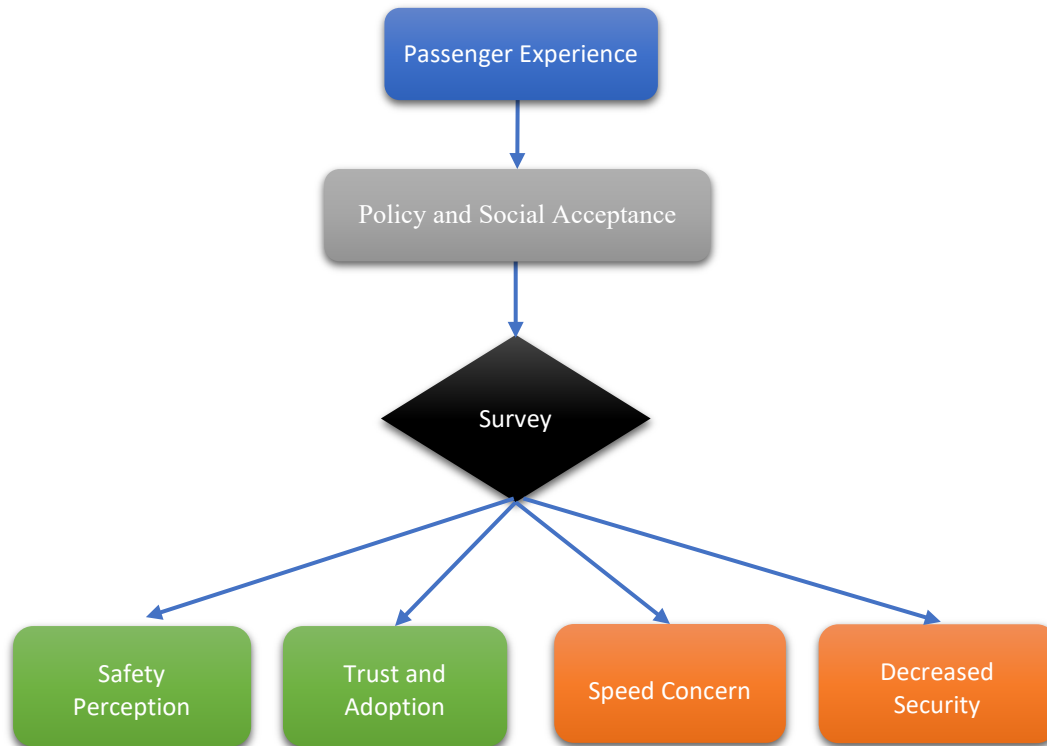 Passenger Experience
Policy and Social Acceptance
Survey
Safety
Perception
Trust and
Adoption
Speed Concern
Decreased
Security